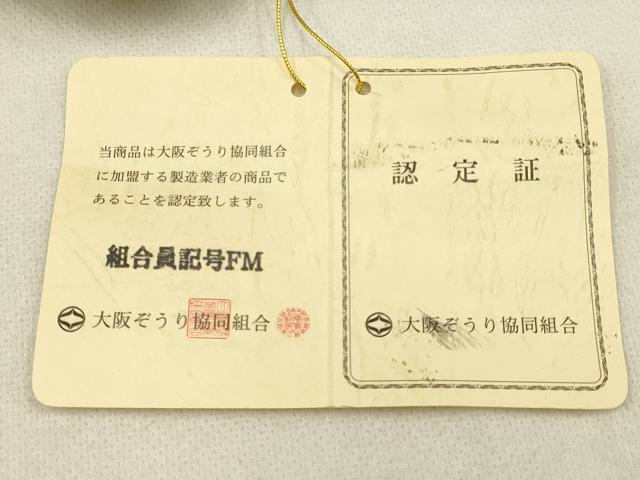 当商品は大阪ぞうり協同組合
に加盟する製造業者の商品で
あることを認定致します。
組合員記号FM
大阪ぞうり協同組合
認定証
大阪ぞうり協同組合